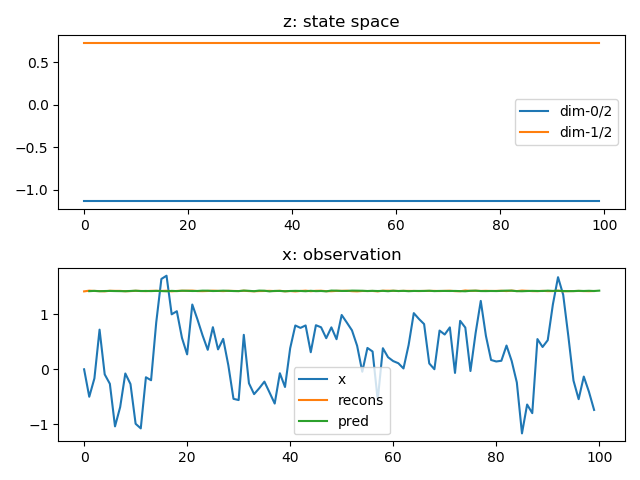 z: state space
0.5
0.0
−0.5
−1.0
dim-0/2
dim-1/2
0 20 40 60 80 100
x: observation
1
0
−1
x
recons
pred
0 20 40 60 80 100